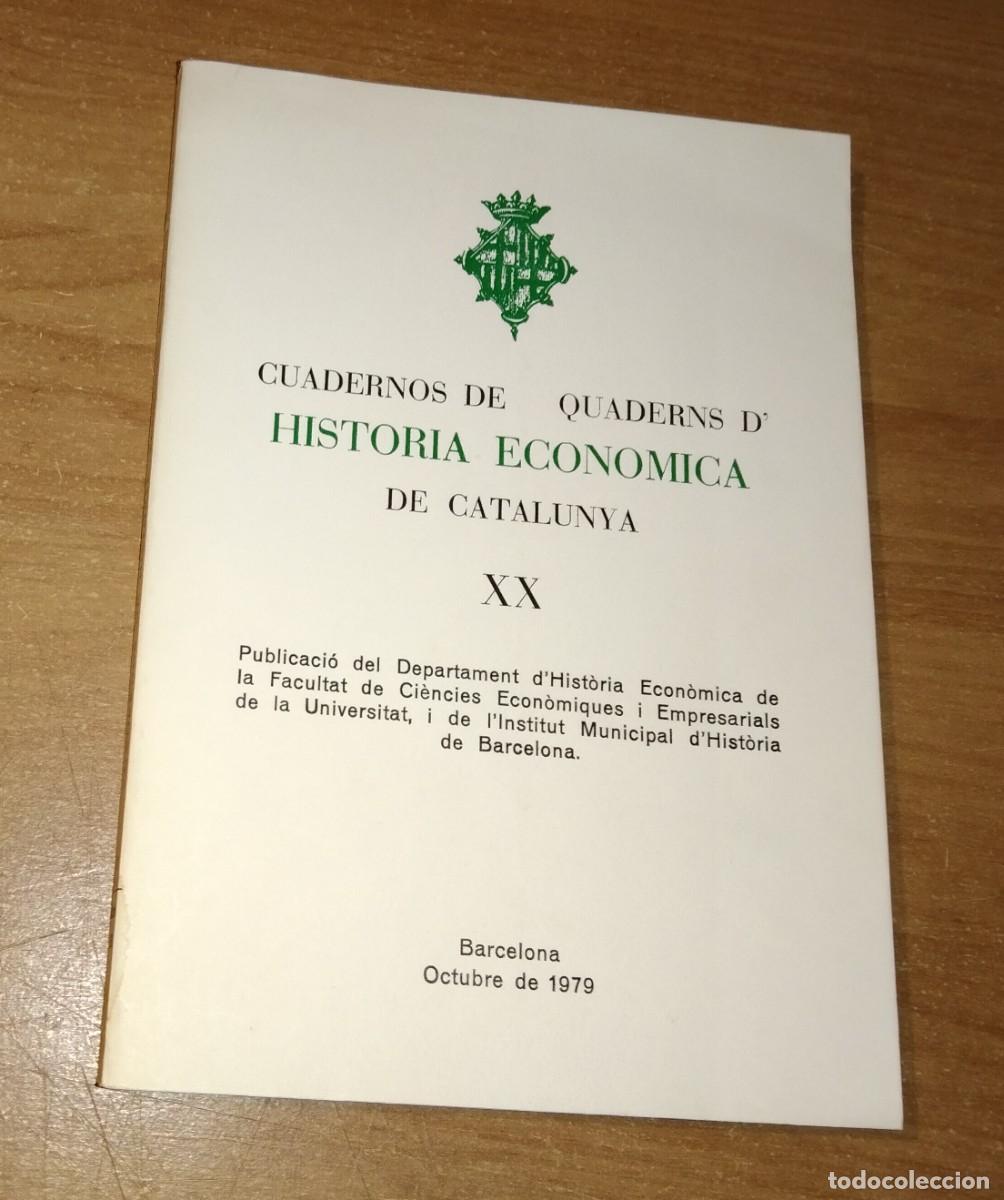 CUADERNOS DE QUADERNS D'
HISTORIA ECONOMICA
DE CATALUNYA
XX
Publicació del Departament d'Història Econòmica de
la Facultat de Ciències Econòmiques i Empresarials
de la Universitat, i de l'Institut Municipal d'Història
de Barcelona.
Barcelona
Octubre de 1979
todocoleccion